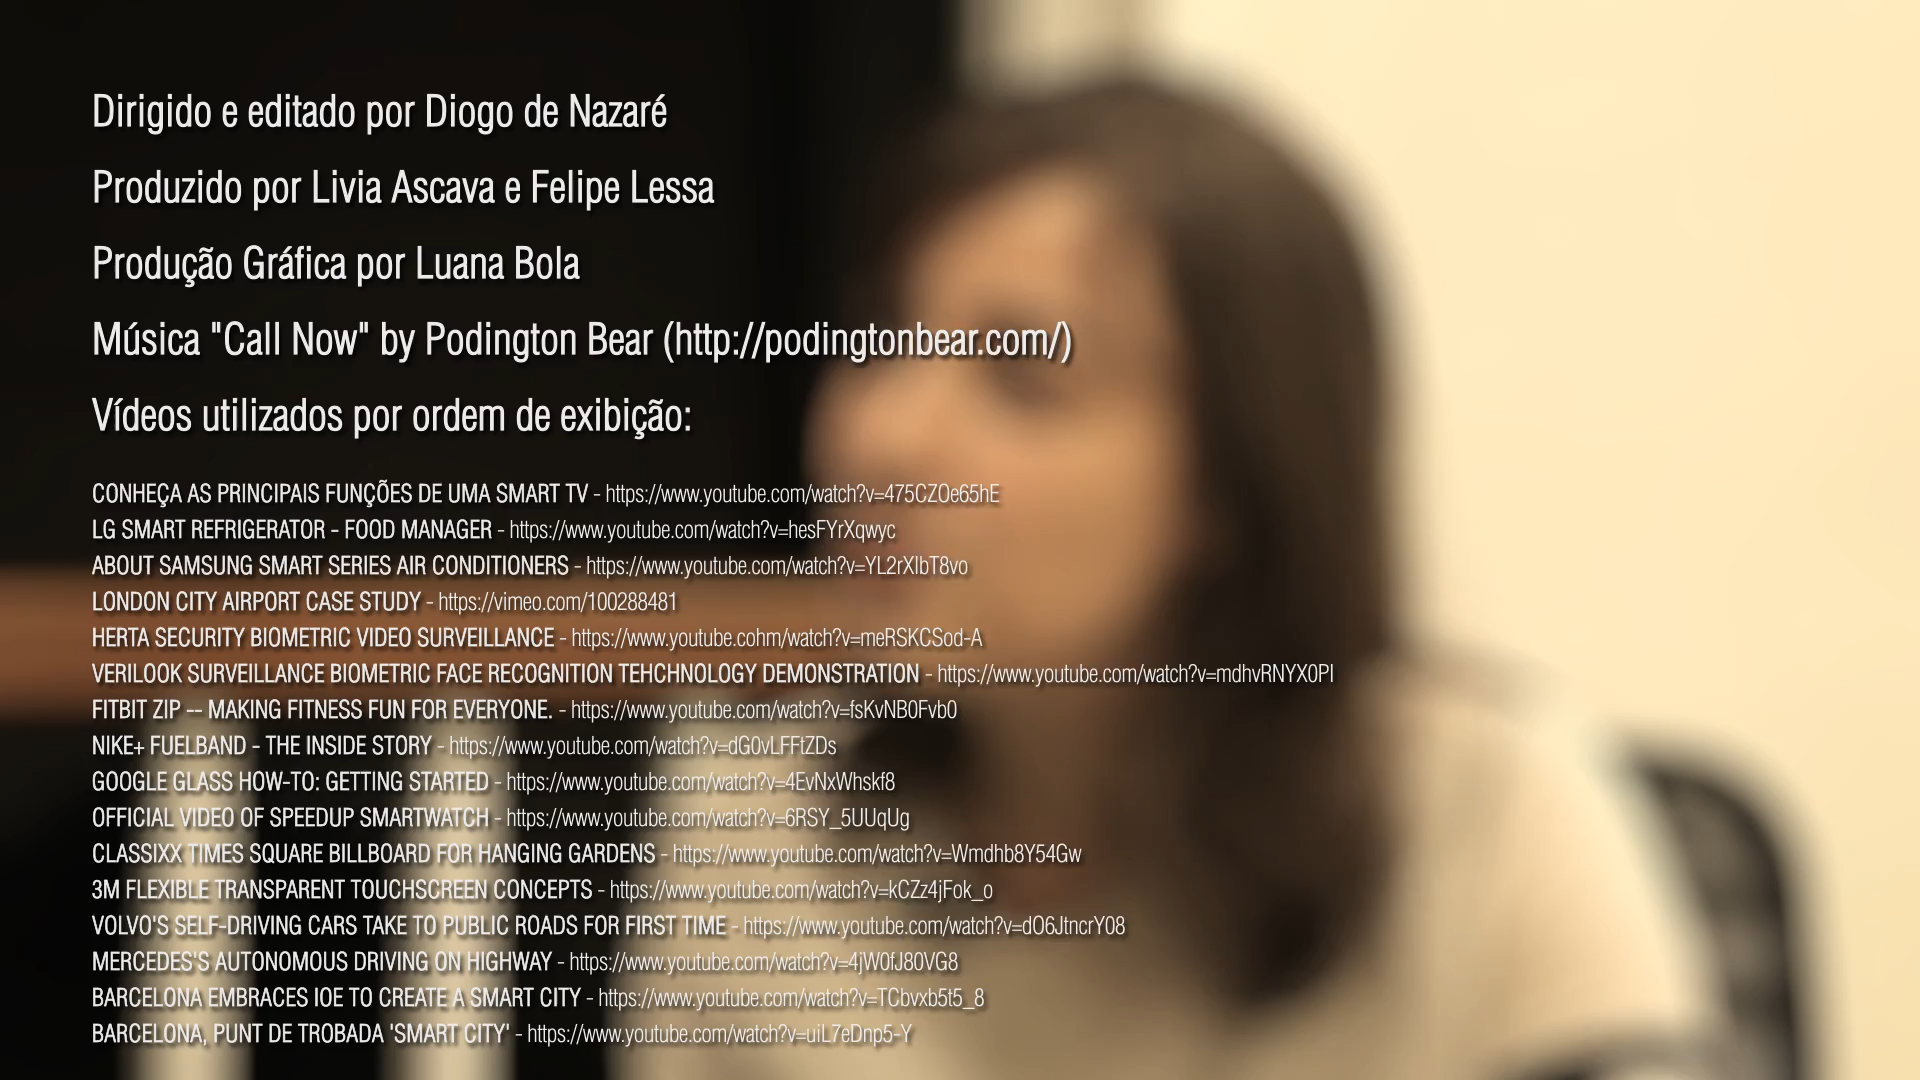 Dirigido e editado por Diogo de Nazaré
Produzido por Livia Ascava e Felipe Lessa
Produção Gráfica por Luana Bola
Música "Call Now" by Podington Bear (http://podingtonbear.com/)
Vídeos utilizados por ordem de exibição:
CONHEÇA AS PRINCIPAIS FUNÇÕES DE UMA SMART TV - https://www.youtube.com/watch?v=475CZOe65hE
LG SMART REFRIGERATOR - FOOD MANAGER - https://www.youtube.com/watch?v=hesFYrXqwyc
ABOUT SAMSUNG SMART SERIES AIR CONDITIONERS - https://www.youtube.com/watch?v=YL2rXlbT8vo
LONDON CITY AIRPORT CASE STUDY - https://vimeo.com/100288481
HERTA SECURITY BIOMETRIC VIDEO SURVEILLANCE - https://www.youtube.cohm/watch?v=meRSKCSod-A
VERILOOK SURVEILLANCE BIOMETRIC FACE RECOGNITION TEHCHNOLOGY DEMONSTRATION - https://www.youtube.com/watch?v=mdhvRNYX0PI
FITBIT ZIP -- MAKING FITNESS FUN FOR EVERYONE. - https://www.youtube.com/watch?v=fsKvNB0Fvb0
NIKE+ FUELBAND - THE INSIDE STORY - https://www.youtube.com/watch?v=dG0vLFFtZDs
GOOGLE GLASS HOW-TO: GETTING STARTED - https://www.youtube.com/watch?v=4EvNxWhskf8
OFFICIAL VIDEO OF SPEEDUP SMARTWATCH - https://www.youtube.com/watch?v=6RSY_5UUqUg
CLASSIXX TIMES SQUARE BILLBOARD FOR HANGING GARDENS - https://www.youtube.com/watch?v=Wmdhb8Y54Gw
3M FLEXIBLE TRANSPARENT TOUCHSCREEN CONCEPTS - https://www.youtube.com/watch?v=kCZz4jFok_o
VOLVO'S SELF-DRIVING CARS TAKE TO PUBLIC ROADS FOR FIRST TIME - https://www.youtube.com/watch?v=dO6JtncrY08
MERCEDES'S AUTONOMOUS DRIVING ON HIGHWAY - https://www.youtube.com/watch?v=4jW0fJ80VG8
BARCELONA EMBRACES IOE TO CREATE A SMART CITY - https://www.youtube.com/watch?v=TCbvxb5t5_8
BARCELONA, PUNT DE TROBADA 'SMART CITY' - https://www.youtube.com/watch?v=uiL7eDnp5-Y